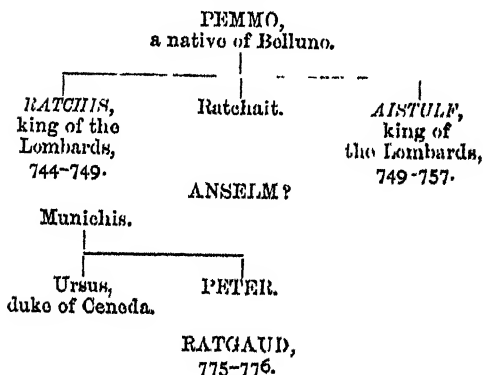 PEMMO,
a native of Belluno.
RATCHIS,
king of the
Lombards,
744-749.
Ratchait.
AISTULF,
king of
the Lombards,
749-757.
ANSELM?
Munichis.
Ursus,
duke of Ceneda.
PETER.
RATGAUD,
775-776.